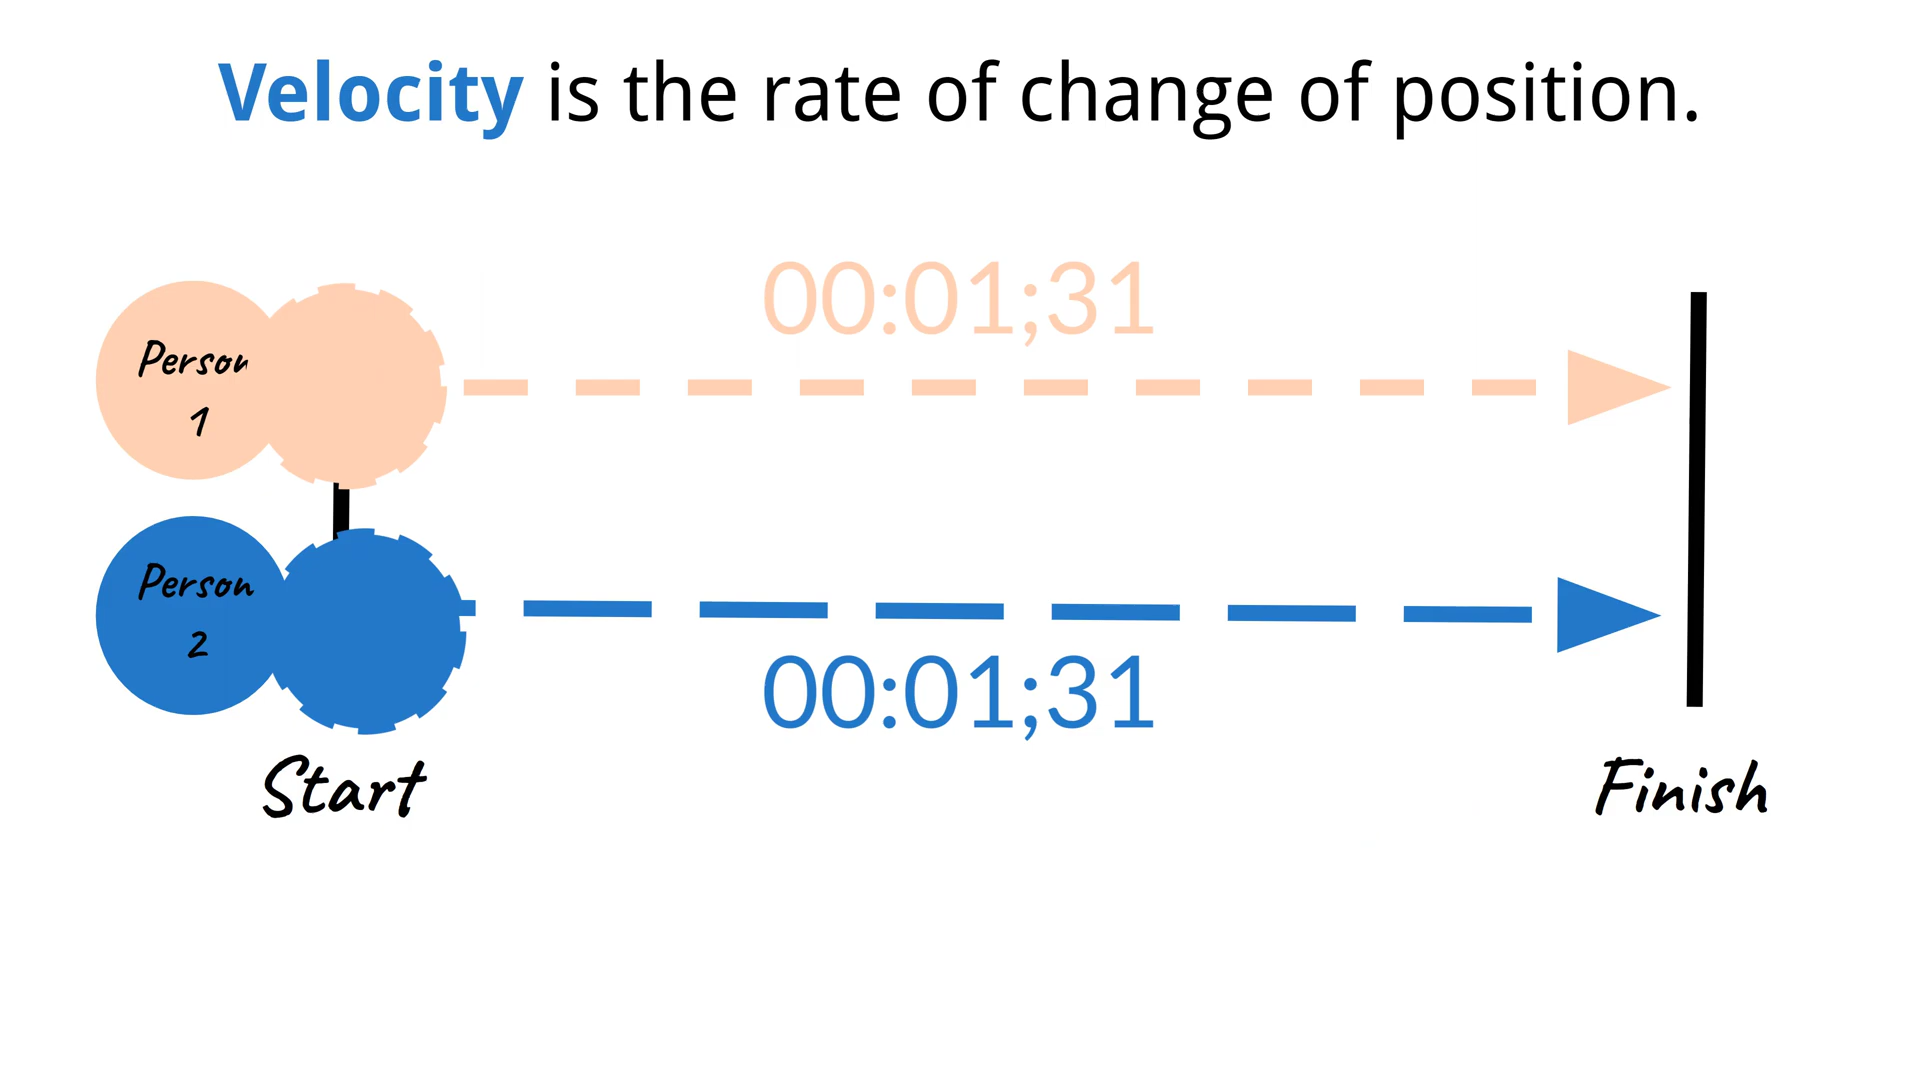 Velocity is the rate of change of position.
00:01;31
Person
1
Person
2
00:01;31
Start
Finish